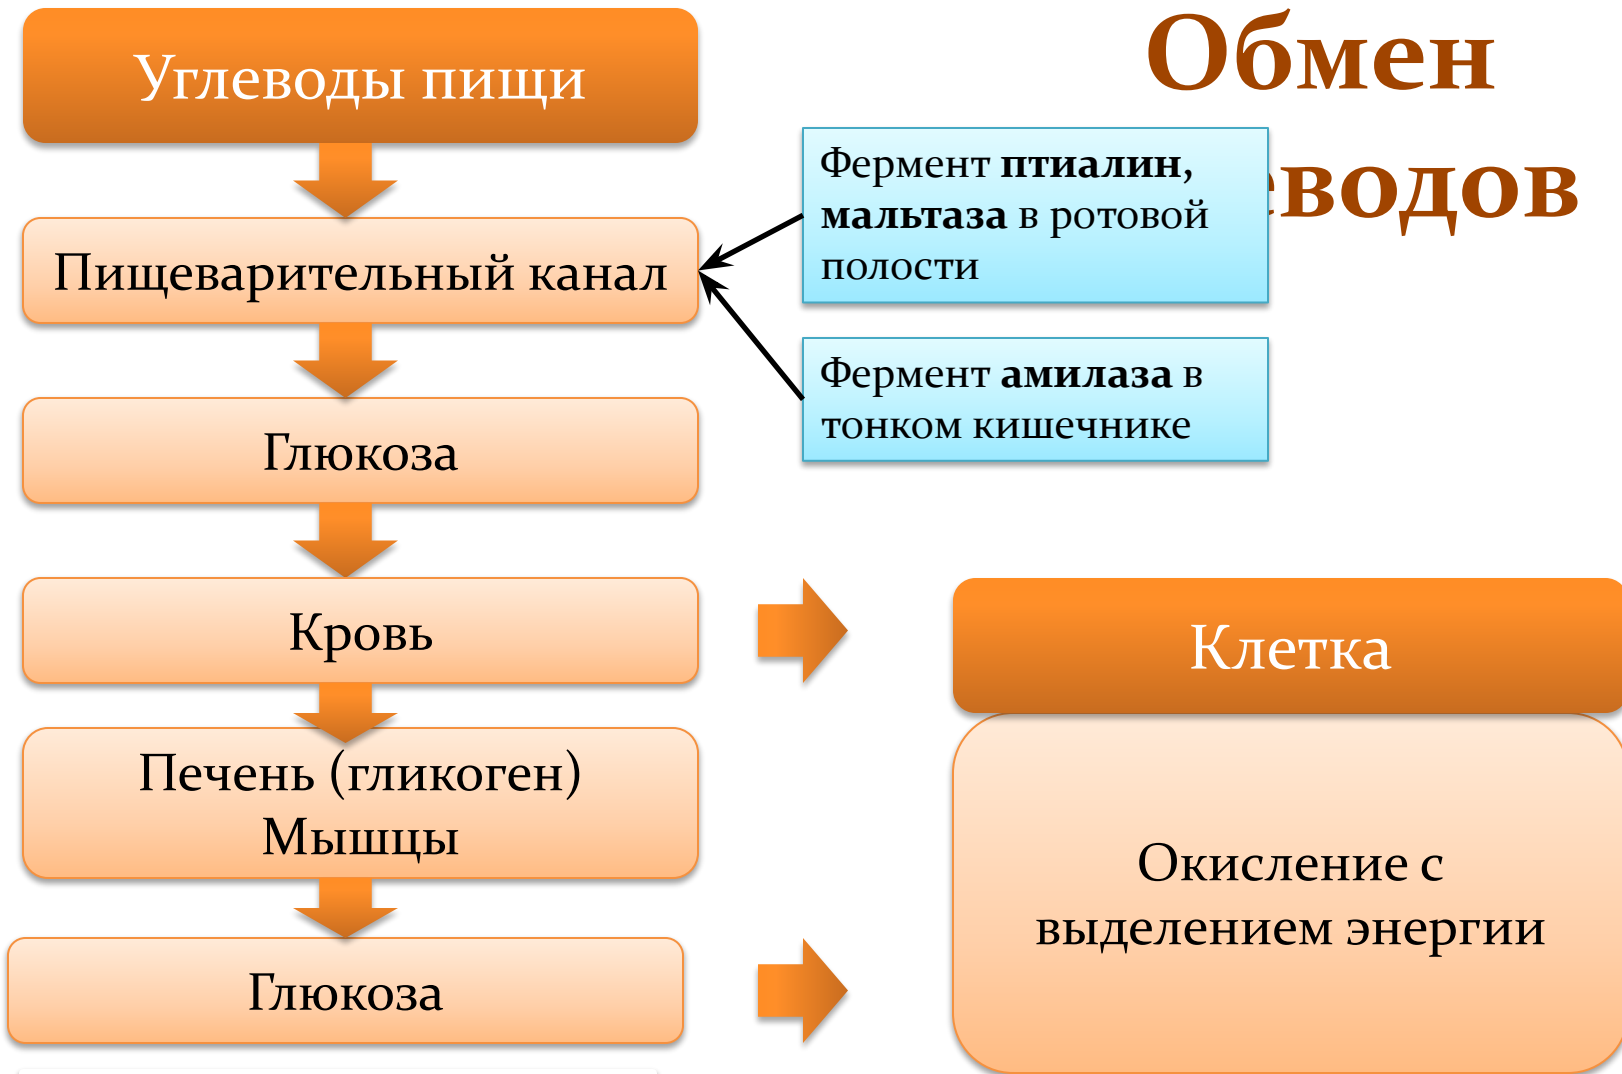 Обмен
еводов
Углеводы пищи
Фермент птиалин,
мальтаза в ротовой
полости
Пищеварительный канал
Фермент амилаза в
тонком кишечнике
Глюкоза
Кровь
Клетка
Печень (гликоген)
Мышцы
Окисление с
выделением энергии
Глюкоза